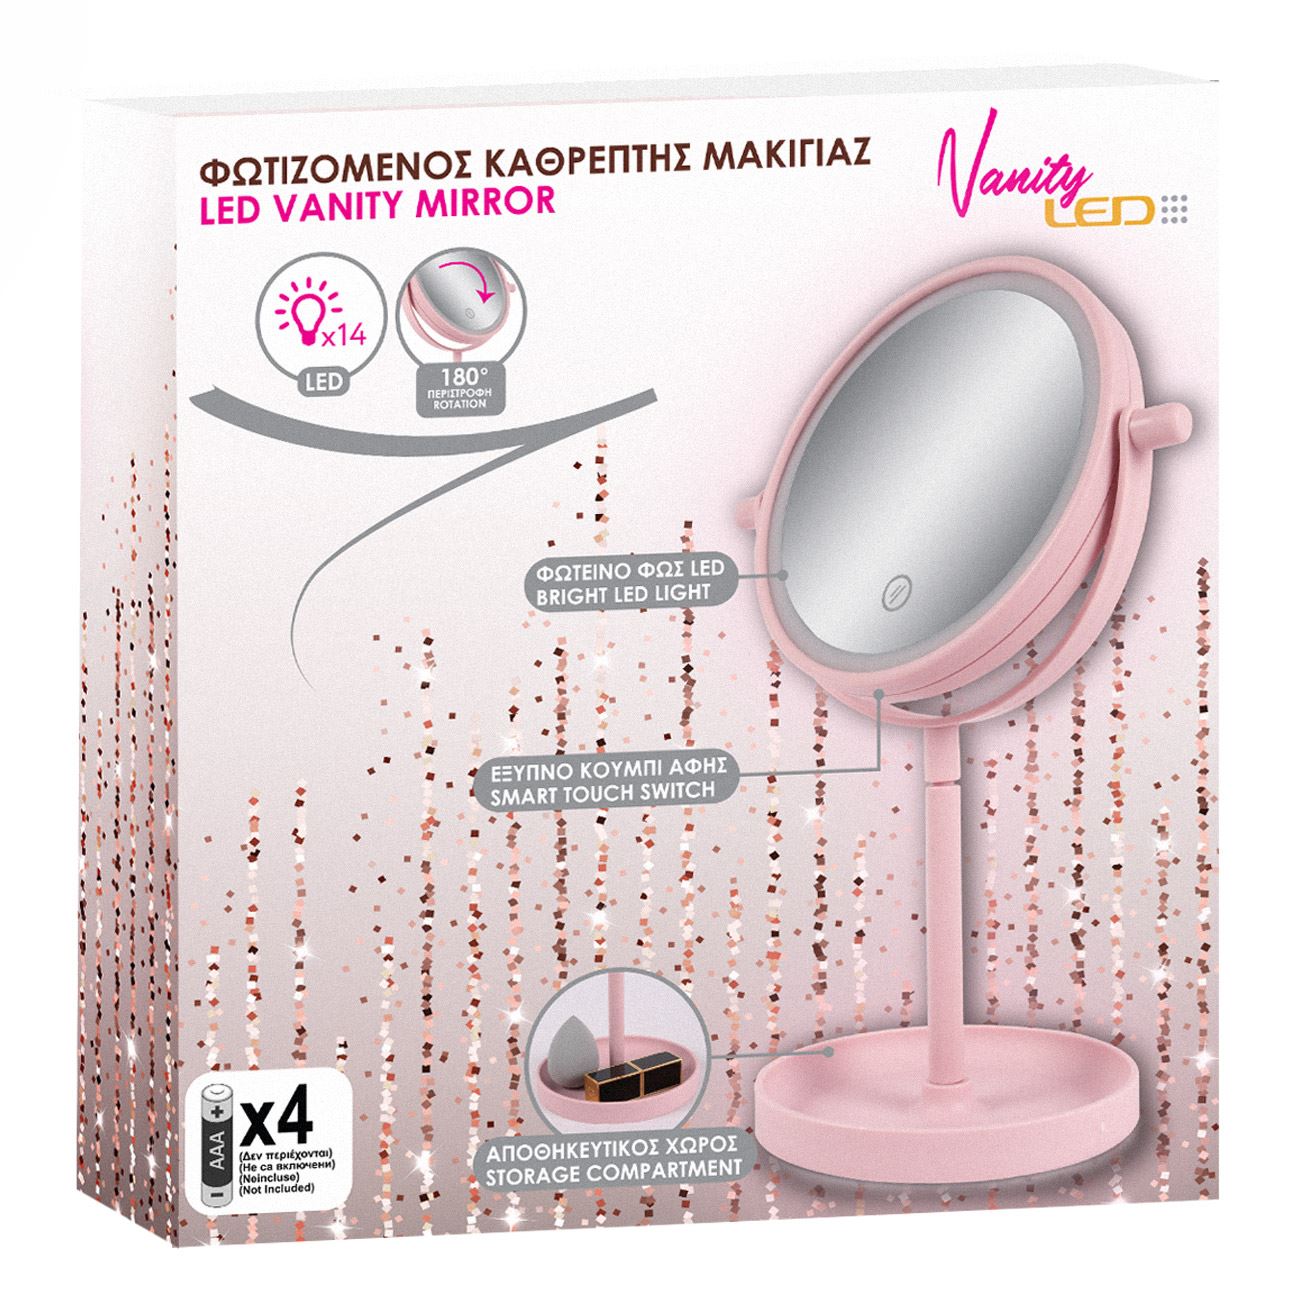 ΦΩΤΙΖΟΜΕΝΟΣ ΚΑΘΡΕΠΤΗΣ ΜΑΚΙΓΙΑΖ
LED VANITY MIRROR
Vanity
LED
x14
LED
180°
ΠΕΡΙΣΤΡΟΦΗ
ROTATION
ΦΩΤΕΙΝΟ ΦΩΣ LED
BRIGHT LED LIGHT
ΕΞΥΠΝΟ ΚΟΥΜΠΙ ΑΦΗΣ
SMART TOUCH SWITCH
ΑΠΟΘΗΚΕΥΤΙΚΟΣ ΧΩΡΟΣ
STORAGE COMPARTMENT
AAA
x4
(Δεν περιέχονται)
(Не са включени)
(Neincluse)
(Not Included)